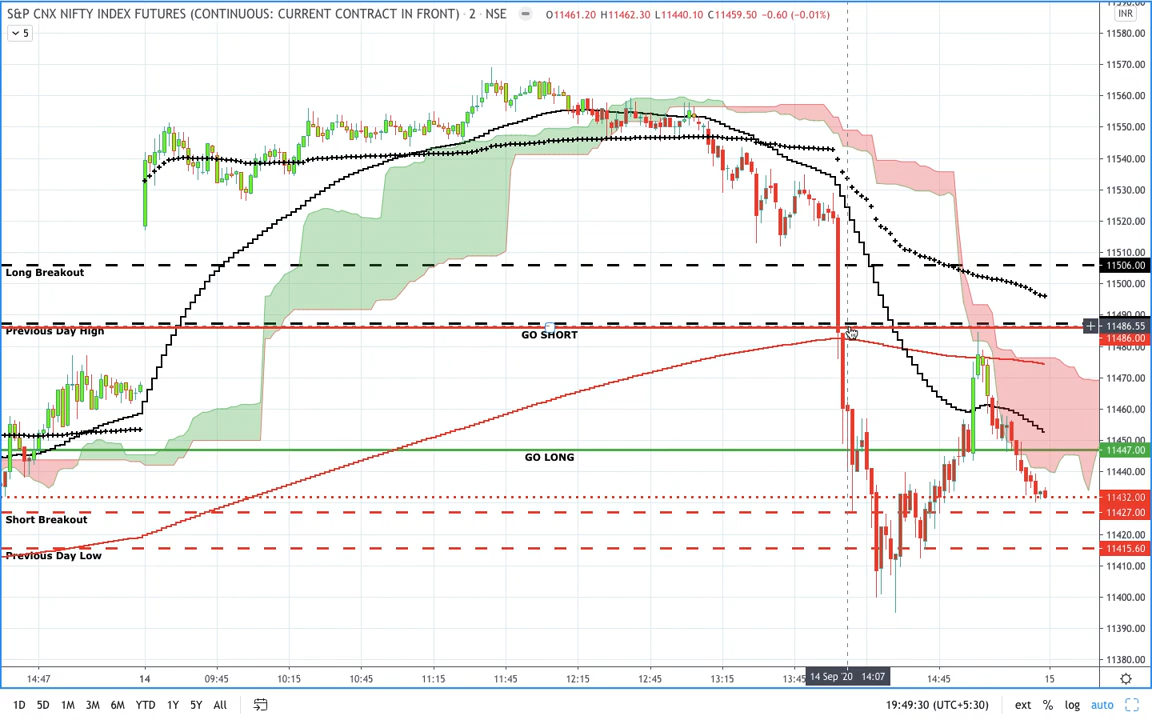 S&P CNX NIFTY INDEX FUTURES (CONTINUOUS: CURRENT CONTRACT IN FRONT) · 2 · NSE O11461.20 H11462.30 L11440.10 C11459.50 −0.60 (−0.01%)
INR
5
11580.00
11570.00
11560.00
11550.00
11540.00
11530.00
11520.00
11510.00
Long Breakout 11506.00
11500.00
11490.00
Previous Day High 11486.55
GO SHORT 11486.00
11480.00
11470.00
11460.00
11450.00
GO LONG 11447.00
11440.00
11432.00
Short Breakout 11427.00
11420.00
Previous Day Low 11415.60
11410.00
11400.00
11390.00
11380.00
14:47 14 09:45 10:15 10:45 11:15 11:45 12:15 12:45 13:15 13:45 14 Sep '20 14:07 14:45 15
1D 5D 1M 3M 6M YTD 1Y 5Y All 19:49:30 (UTC+5:30) ext % log auto